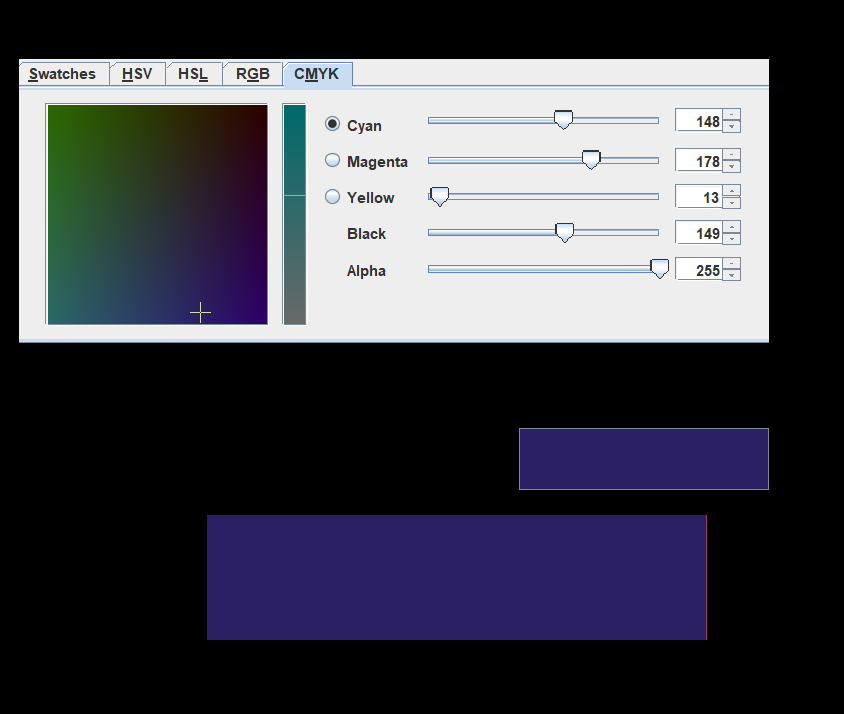 Swatches HSV HSL RGB CMYK
Cyan 148
Magenta 178
Yellow 13
Black 149
Alpha 255